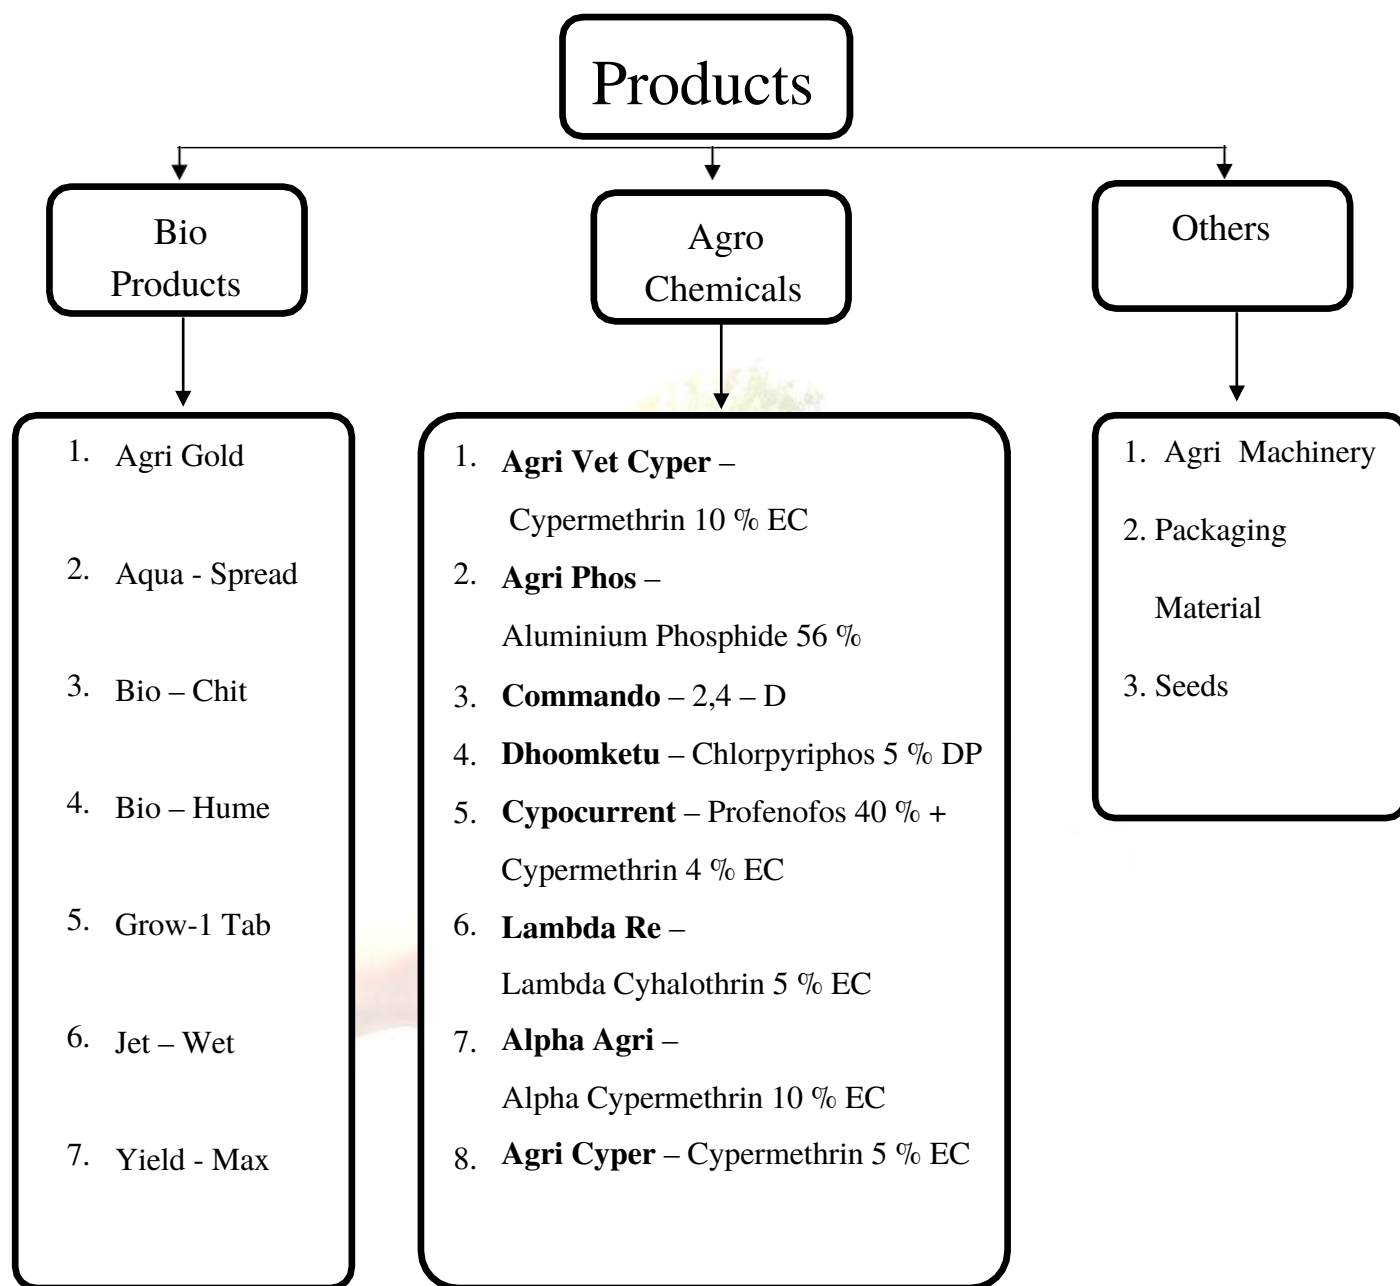 Products
Bio
Products
Agro
Chemicals
Others
1. Agri Gold
2. Aqua - Spread
3. Bio – Chit
4. Bio – Hume
5. Grow-1 Tab
6. Jet – Wet
7. Yield - Max
1. Agri Vet Cyper –
Cypermethrin 10 % EC
2. Agri Phos –
Aluminium Phosphide 56 %
3. Commando – 2,4 – D
4. Dhoomketu – Chlorpyriphos 5 % DP
5. Cypocurrent – Profenofos 40 % +
Cypermethrin 4 % EC
6. Lambda Re –
Lambda Cyhalothrin 5 % EC
7. Alpha Agri –
Alpha Cypermethrin 10 % EC
8. Agri Cyper – Cypermethrin 5 % EC
1. Agri Machinery
2. Packaging
Material
3. Seeds